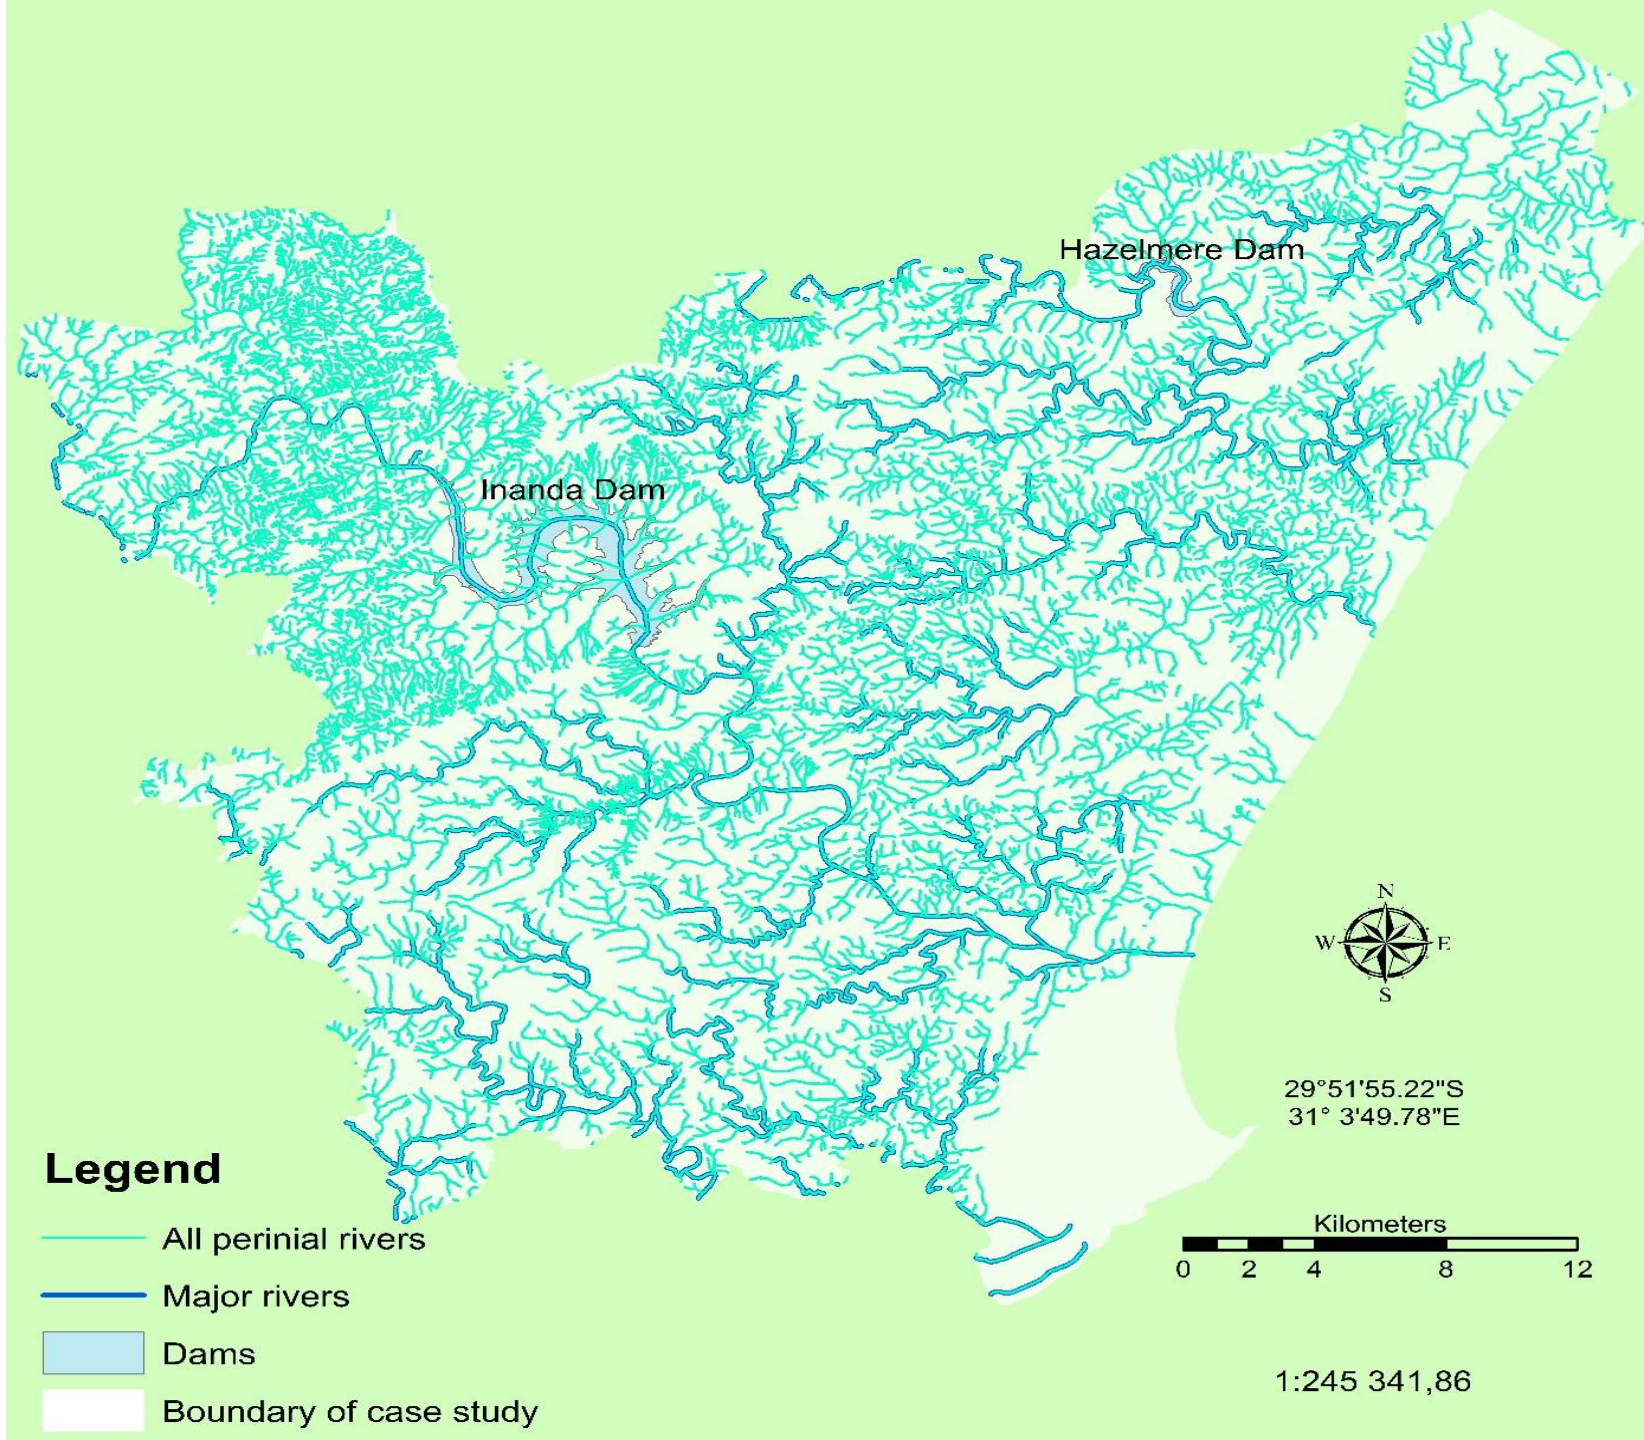 Hazelmere Dam
Inanda Dam
N
W E
S
29°51'55.22"S
31° 3'49.78"E
Legend
All perinial rivers
Major rivers
Dams
Boundary of case study
Kilometers
0 2 4 8 12
1:245 341,86